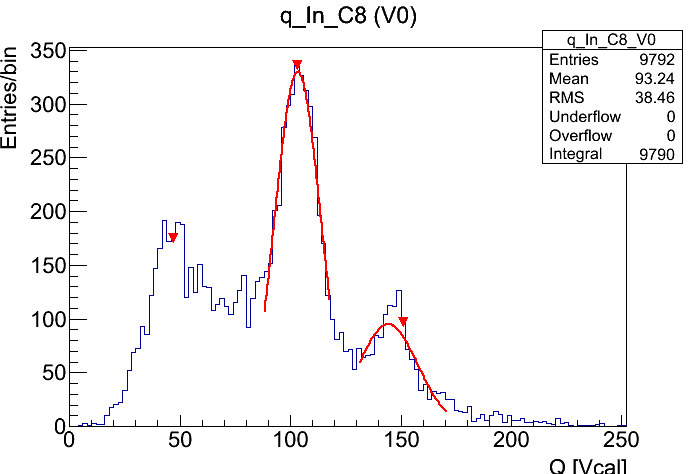 q_In_C8 (V0)
q_In_C8_V0
Entries 9792
Mean 93.24
RMS 38.46
Underflow 0
Overflow 0
Integral 9790
Entries/bin
350
300
250
200
150
100
50
0
0 50 100 150 200 250
Q [Vcal]